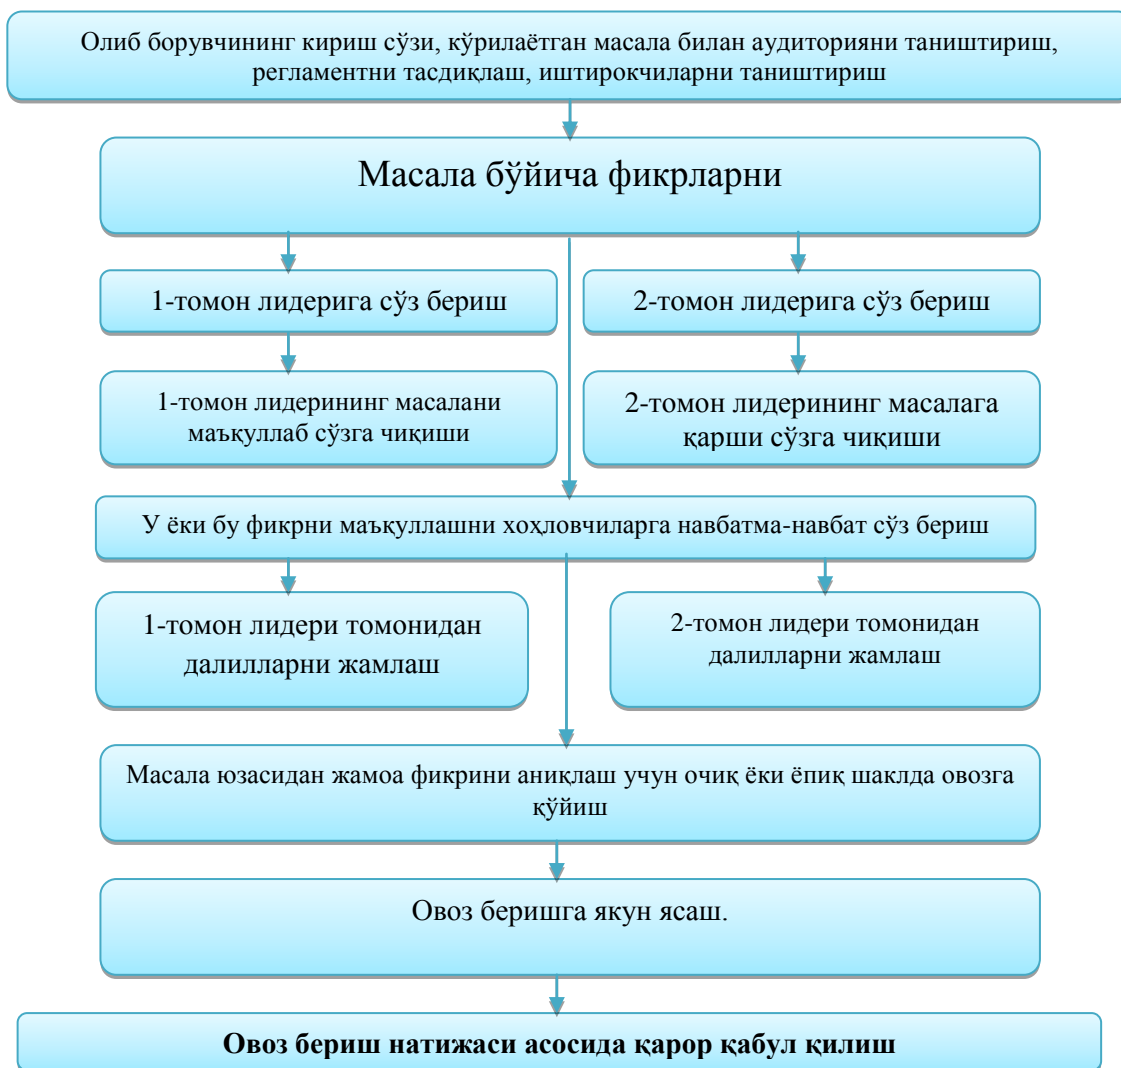 Олиб борувчининг кириш сўзи, кўрилаётган масала билан аудиторияни таништириш,
регламентни тасдиқлаш, иштирокчиларни таништириш
Масала бўйича фикрларни
1-томон лидерига сўз бериш
2-томон лидерига сўз бериш
1-томон лидерининг масалани
маъқуллаб сўзга чиқиши
2-томон лидерининг масалага
қарши сўзга чиқиши
У ёки бу фикрни маъқуллашни хоҳловчиларга навбатма-навбат сўз бериш
1-томон лидери томонидан
далилларни жамлаш
2-томон лидери томонидан
далилларни жамлаш
Масала юзасидан жамоа фикрини аниқлаш учун очиқ ёки ёпиқ шаклда овозга
қўйиш
Овоз беришга якун ясаш.
Овоз бериш натижаси асосида қарор қабул қилиш